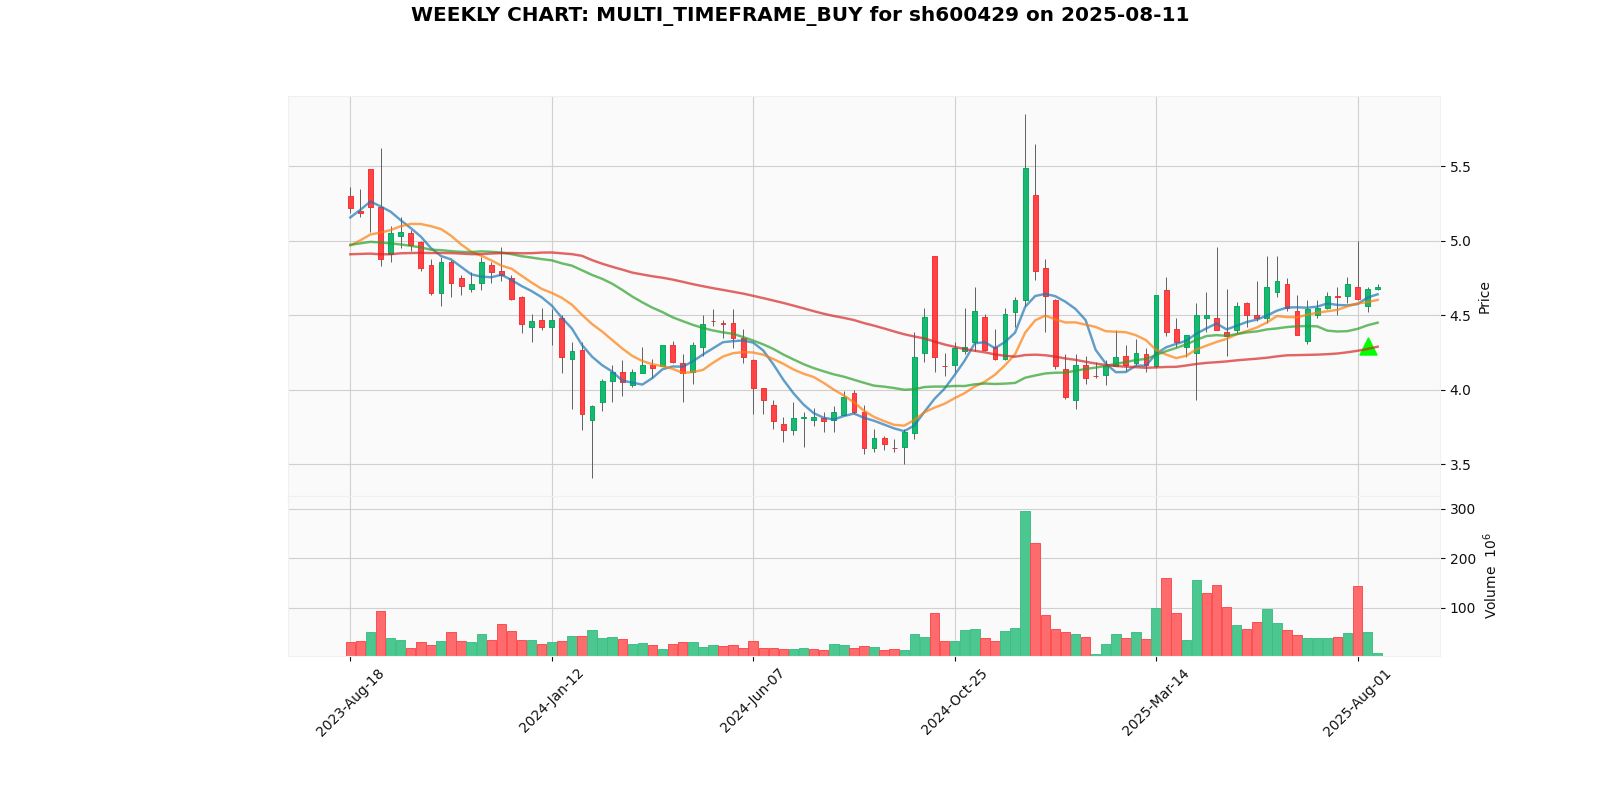 WEEKLY CHART: MULTI_TIMEFRAME_BUY for sh600429 on 2025-08-11
5.5
5.0
4.5
4.0
3.5
Price
300
200
100
Volume 10^6
2023-Aug-18
2024-Jan-12
2024-Jun-07
2024-Oct-25
2025-Mar-14
2025-Aug-01